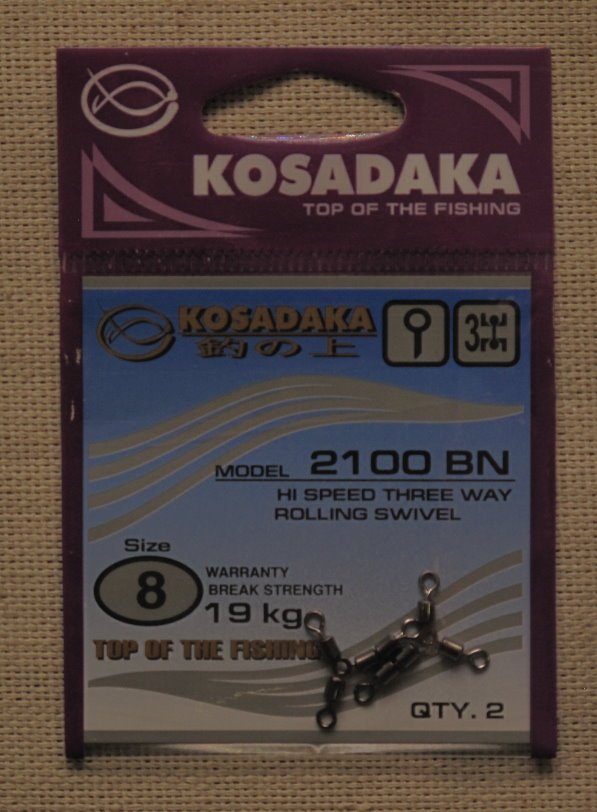 KOSADAKA
TOP OF THE FISHING
KOSADAKA
釣の上
3
MODEL 2100 BN
HI SPEED THREE WAY
ROLLING SWIVEL
Size
8
WARRANTY
BREAK STRENGTH
19 kg
TOP OF THE FISHING
QTY. 2